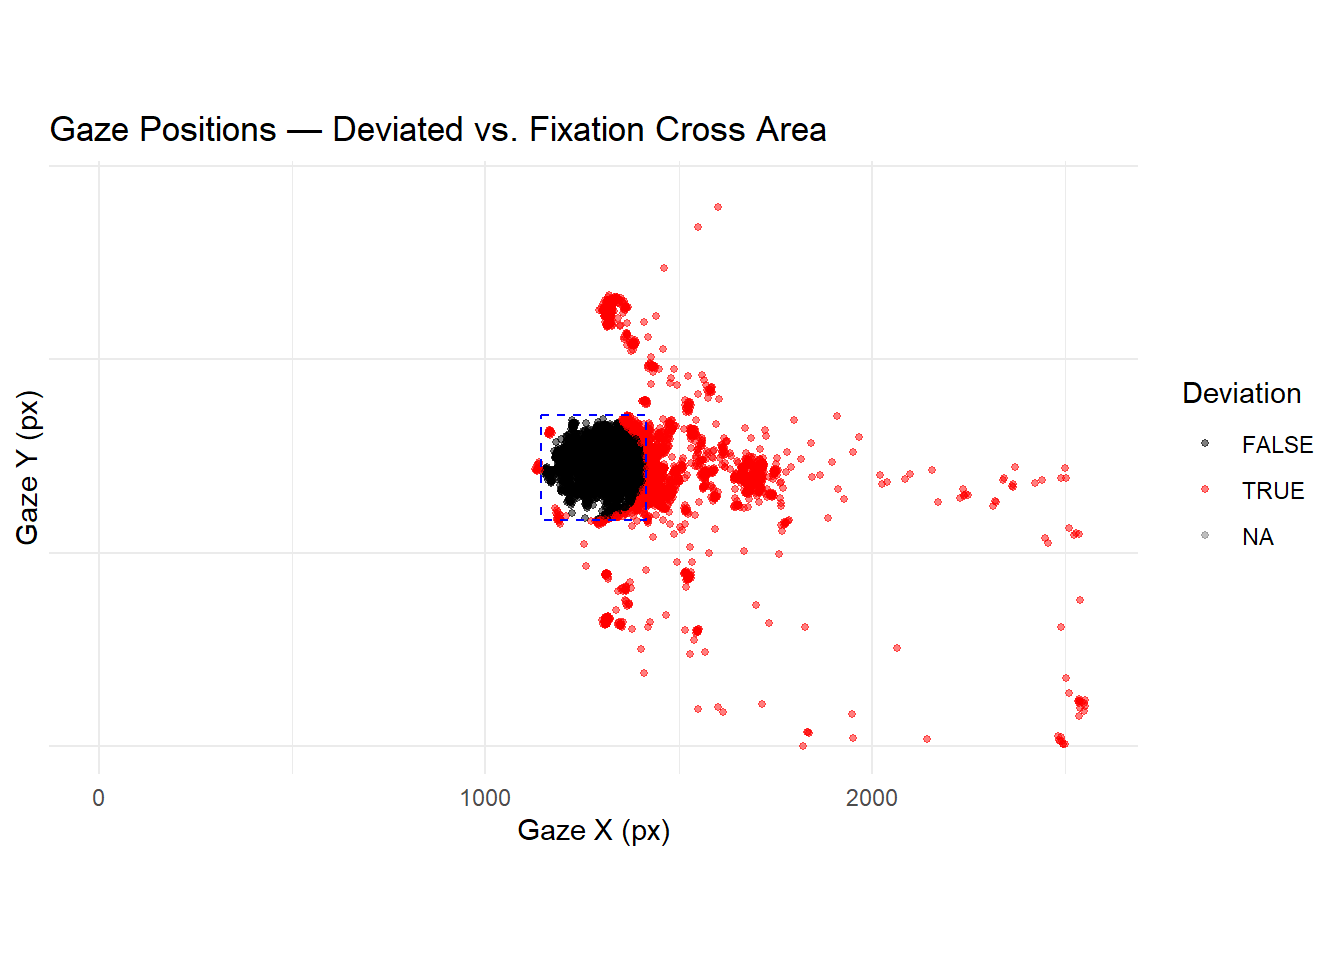 Gaze Positions — Deviated vs. Fixation Cross Area
Gaze Y (px)
0
1000
2000
Gaze X (px)
Deviation
FALSE
TRUE
NA